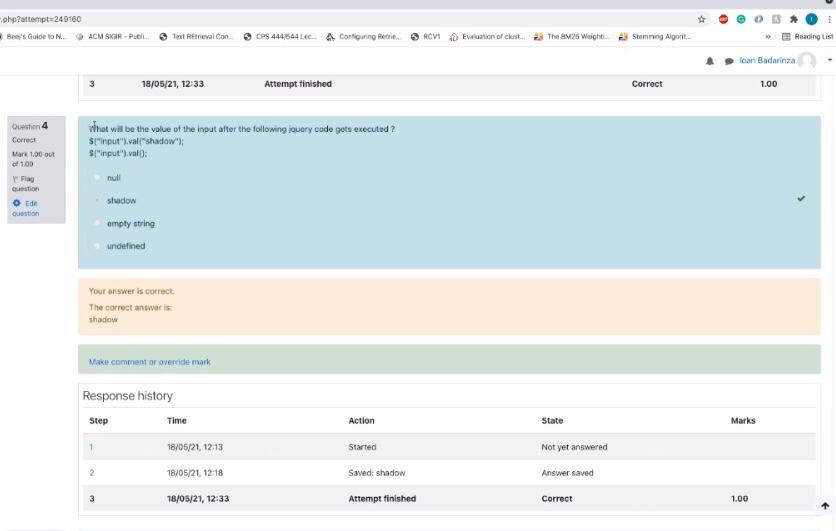 r.php?attempt=249160
Beej's Guide to N... ACM SIGIR - Publi... Text REtrieval Con... CPS 444/544 Lec... Configuring Retrie... RCV1 Evaluation of clust... The BM25 Weighti... Stemming Algorit... » Reading List
Ioan Badarinza
3 18/05/21, 12:33 Attempt finished Correct 1.00
Question 4
Correct
Mark 1.00 out
of 1.00
Flag
question
Edit
question
What will be the value of the input after the following jquery code gets executed ?
$("input").val("shadow");
$("input").val();
null
shadow
empty string
undefined
Your answer is correct.
The correct answer is:
shadow
Make comment or override mark
Response history
Step Time Action State Marks
1 18/05/21, 12:13 Started Not yet answered
2 18/05/21, 12:18 Saved: shadow Answer saved
3 18/05/21, 12:33 Attempt finished Correct 1.00